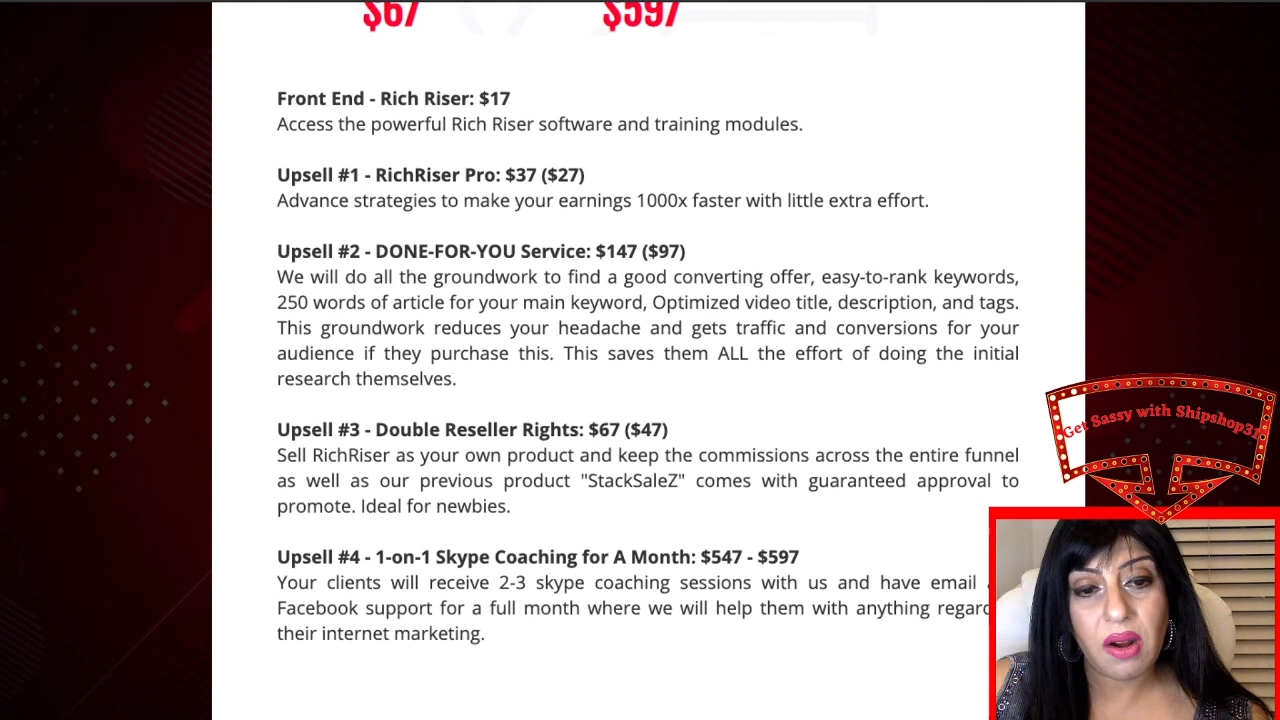 $67 $597
Front End - Rich Riser: $17
Access the powerful Rich Riser software and training modules.
Upsell #1 - RichRiser Pro: $37 ($27)
Advance strategies to make your earnings 1000x faster with little extra effort.
Upsell #2 - DONE-FOR-YOU Service: $147 ($97)
We will do all the groundwork to find a good converting offer, easy-to-rank keywords,
250 words of article for your main keyword, Optimized video title, description, and tags.
This groundwork reduces your headache and gets traffic and conversions for your
audience if they purchase this. This saves them ALL the effort of doing the initial
research themselves.
Upsell #3 - Double Reseller Rights: $67 ($47)
Sell RichRiser as your own product and keep the commissions across the entire funnel
as well as our previous product "StackSaleZ" comes with guaranteed approval to
promote. Ideal for newbies.
Upsell #4 - 1-on-1 Skype Coaching for A Month: $547 - $597
Your clients will receive 2-3 skype coaching sessions with us and have email
Facebook support for a full month where we will help them with anything
their internet marketing.
Get Sassy with Shipshop31